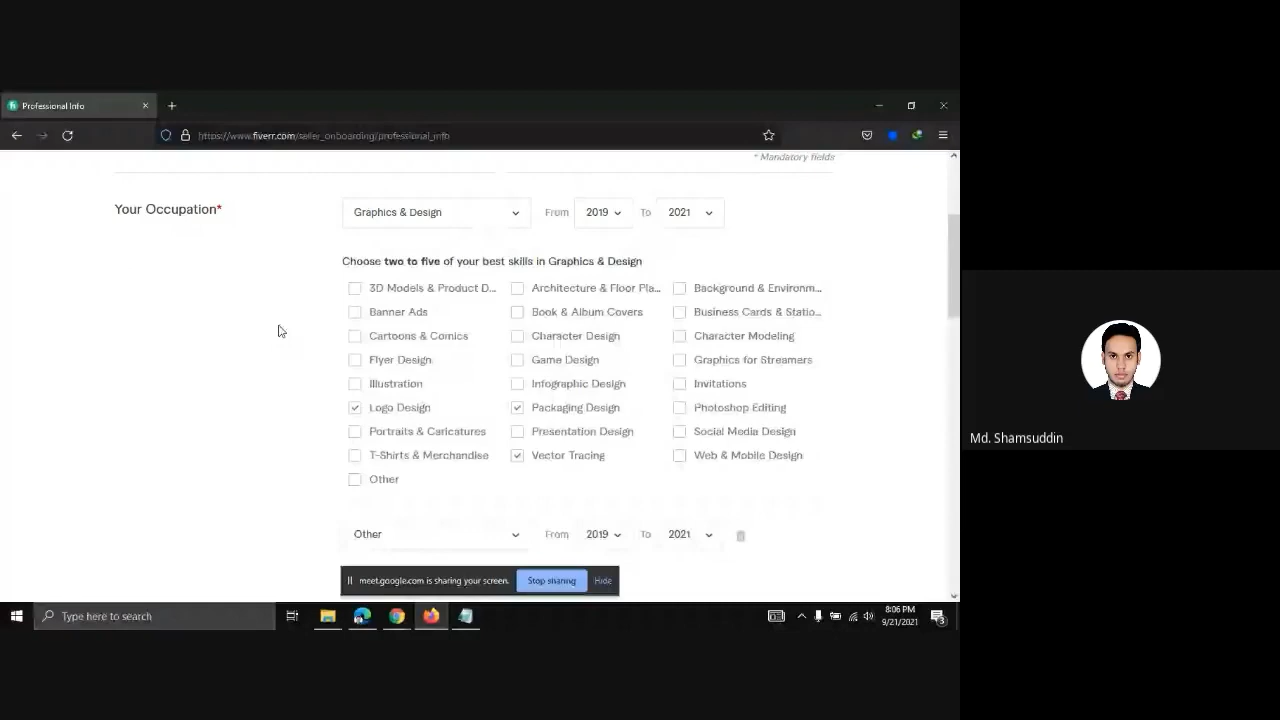 Professional Info
https://www.fiverr.com/seller_onboarding/professional_info
* Mandatory fields
Your Occupation*
Graphics & Design From 2019 To 2021
Choose two to five of your best skills in Graphics & Design
3D Models & Product D... Architecture & Floor Pla... Background & Environm...
Banner Ads Book & Album Covers Business Cards & Statio...
Cartoons & Comics Character Design Character Modeling
Flyer Design Game Design Graphics for Streamers
Illustration Infographic Design Invitations
Logo Design Packaging Design Photoshop Editing
Portraits & Caricatures Presentation Design Social Media Design
T-Shirts & Merchandise Vector Tracing Web & Mobile Design
Other
Other From 2019 To 2021
meet.google.com is sharing your screen. Stop sharing Hide
Type here to search
8:06 PM
9/21/2021
3
Md. Shamsuddin